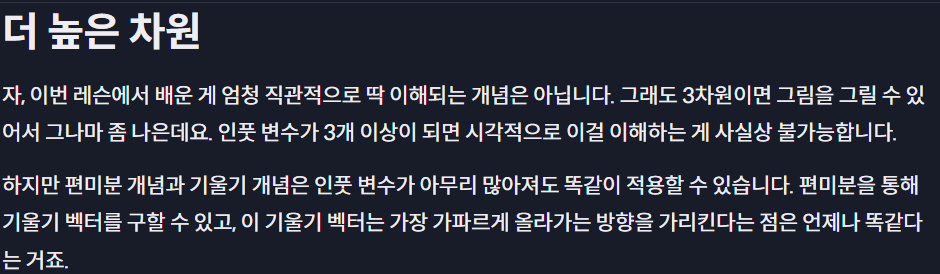 더 높은 차원
자, 이번 레슨에서 배운 게 엄청 직관적으로 딱 이해되는 개념은 아닙니다. 그래도 3차원이면 그림을 그릴 수 있
어서 그나마 좀 나은데요. 인풋 변수가 3개 이상이 되면 시각적으로 이걸 이해하는 게 사실상 불가능합니다.
하지만 편미분 개념과 기울기 개념은 인풋 변수가 아무리 많아져도 똑같이 적용할 수 있습니다. 편미분을 통해
기울기 벡터를 구할 수 있고, 이 기울기 벡터는 가장 가파르게 올라가는 방향을 가리킨다는 점은 언제나 똑같다
는 거죠.